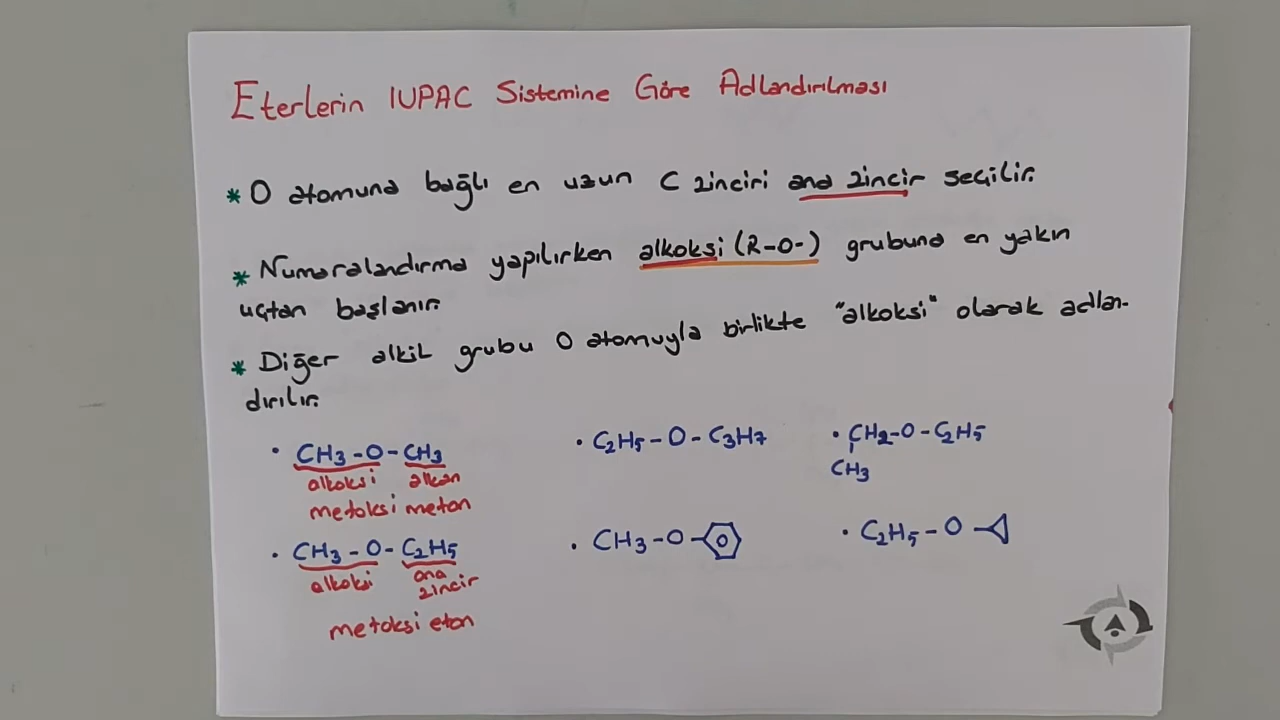 Eterlerin IUPAC Sistemine Göre Adlandırılması
* O atomuna bağlı en uzun C zinciri ana zincir seçilir.
* Numaralandırma yapılırken alkoksi (R-O-) grubuna en yakın
uçtan başlanır.
* Diğer alkil grubu O atomuyla birlikte "alkoksi" olarak adlan-
dırılır.
• CH3-O-CH3
alkoksi alkan
metoksi metan
• C2H5-O-C3H7
• CH2-O-C2H5
CH3
• CH3-O-C2H5
alkoksi ana
zincir
metoksi etan
• CH3-O-
• C2H5-O-